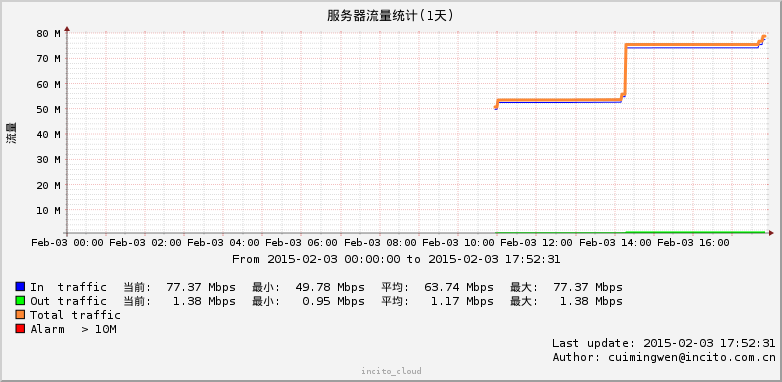 服务器流量统计(1天)
80 M
70 M
60 M
50 M
40 M
30 M
20 M
10 M
流量
Feb-03 00:00 Feb-03 02:00 Feb-03 04:00 Feb-03 06:00 Feb-03 08:00 Feb-03 10:00 Feb-03 12:00 Feb-03 14:00 Feb-03 16:00
From 2015-02-03 00:00:00 to 2015-02-03 17:52:31
In traffic 当前: 77.37 Mbps 最小: 49.78 Mbps 平均: 63.74 Mbps 最大: 77.37 Mbps
Out traffic 当前: 1.38 Mbps 最小: 0.95 Mbps 平均: 1.17 Mbps 最大: 1.38 Mbps
Total traffic
Alarm > 10M
Last update: 2015-02-03 17:52:31
Author: cuimingwen@incito.com.cn
incito_cloud